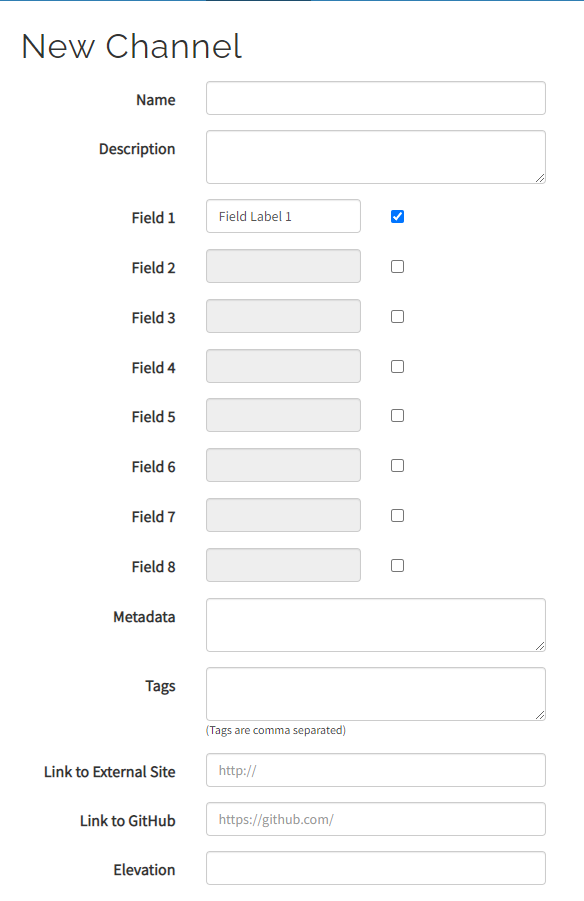 New Channel
Name
Description
Field 1 Field Label 1
Field 2
Field 3
Field 4
Field 5
Field 6
Field 7
Field 8
Metadata
Tags
(Tags are comma separated)
Link to External Site http://
Link to GitHub https://github.com/
Elevation